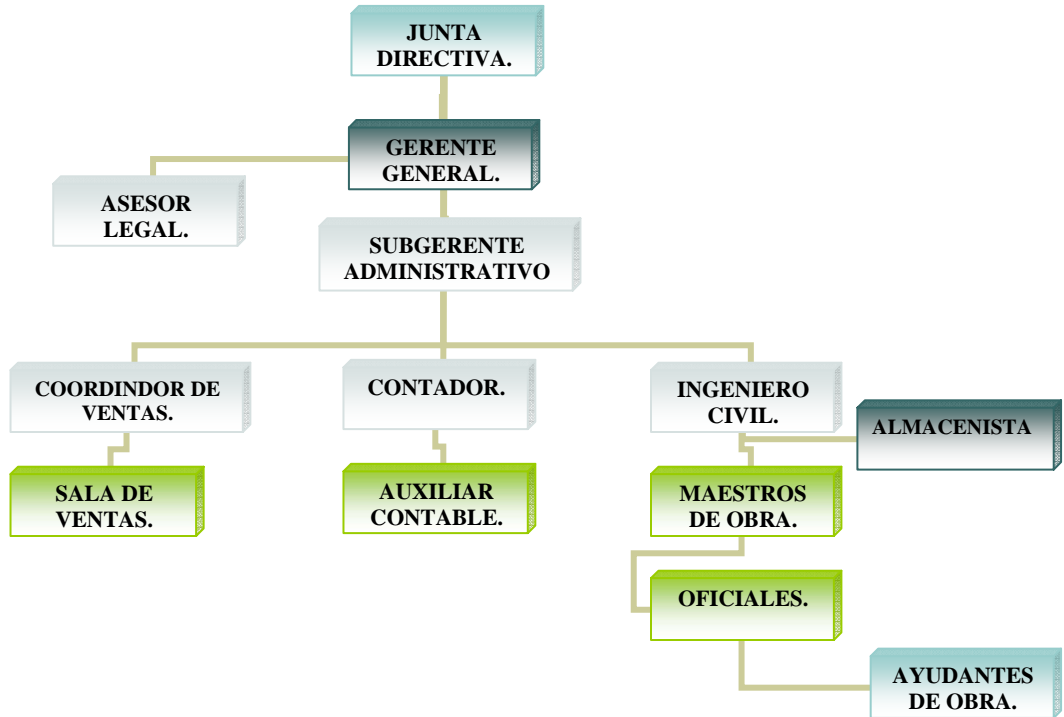 JUNTA
DIRECTIVA.
GERENTE
GENERAL.
ASESOR
LEGAL.
SUBGERENTE
ADMINISTRATIVO
COORDINDOR DE
VENTAS.
CONTADOR.
INGENIERO
CIVIL.
ALMACENISTA
SALA DE
VENTAS.
AUXILIAR
CONTABLE.
MAESTROS
DE OBRA.
OFICIALES.
AYUDANTES
DE OBRA.